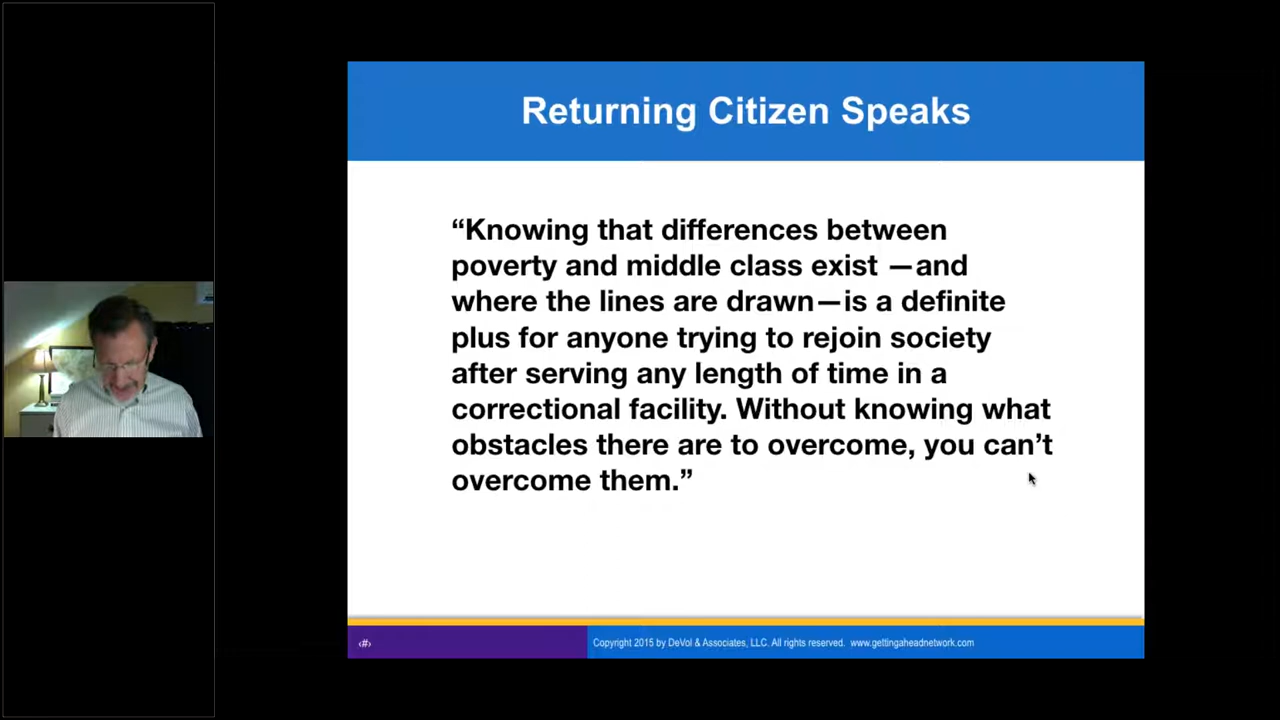 Returning Citizen Speaks
“Knowing that differences between
poverty and middle class exist —and
where the lines are drawn—is a definite
plus for anyone trying to rejoin society
after serving any length of time in a
correctional facility. Without knowing what
obstacles there are to overcome, you can’t
overcome them.”
‹#›
Copyright 2015 by DeVol & Associates, LLC. All rights reserved. www.gettingaheadnetwork.com